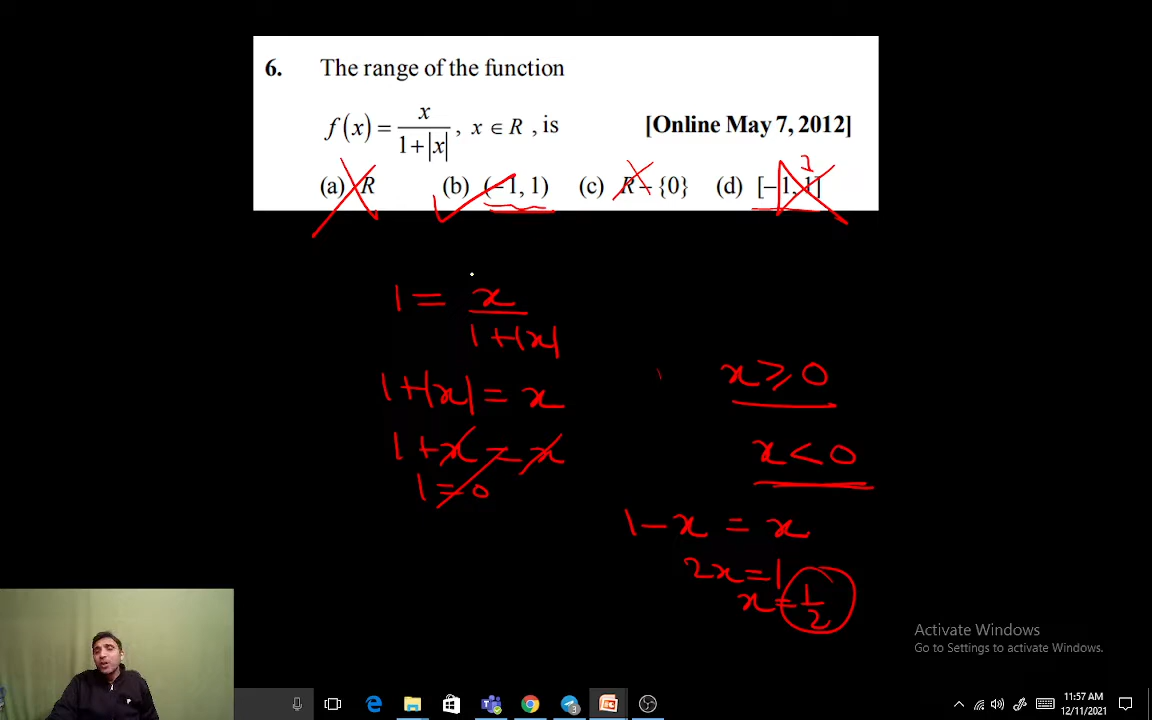 6. The range of the function
f(x) = x / (1+|x|), x ∈ R, is [Online May 7, 2012]
(a) R (b) (−1, 1) (c) R − {0} (d) [−1, 1]
1 = x / (1+|x|)
1+|x| = x
1+x = x
1=0
x ≥ 0
x < 0
1−x = x
2x=1
x=1/2
Activate Windows
Go to Settings to activate Windows.
11:57 AM
12/11/2021